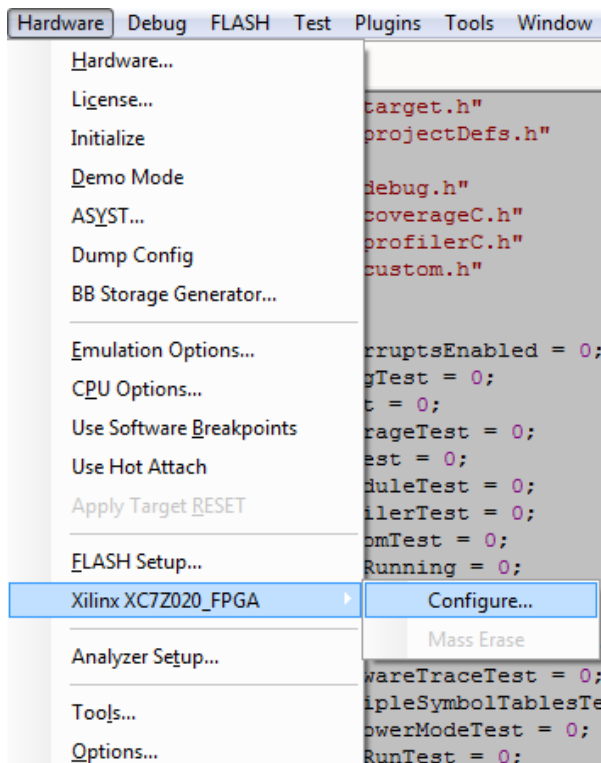 Hardware Debug FLASH Test Plugins Tools Window
Hardware...
License...
Initialize
Demo Mode
ASYST...
Dump Config
BB Storage Generator...
Emulation Options...
CPU Options...
Use Software Breakpoints
Use Hot Attach
Apply Target RESET
FLASH Setup...
Xilinx XC7Z020_FPGA
Analyzer Setup...
Tools...
Options...
Configure...
Mass Erase
target.h"
projectDefs.h"
debug.h"
coverageC.h"
profilerC.h"
custom.h"
rruptsEnabled = 0;
gTest = 0;
t = 0;
rageTest = 0;
est = 0;
duleTest = 0;
ilerTest = 0;
omTest = 0;
Running = 0;
wareTraceTest = 0;
ipleSymbolTablesTe
owerModeTest = 0;
RunTest = 0;